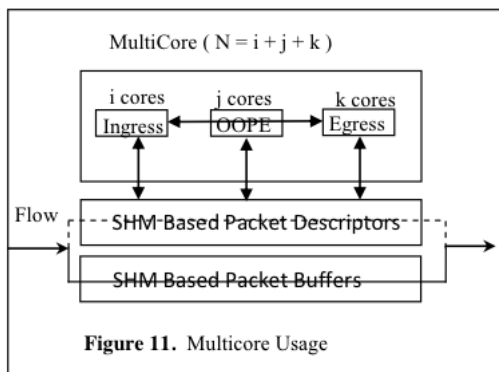 MultiCore ( N = i + j + k )
i cores j cores k cores
Ingress OOPE Egress
Flow
SHM Based Packet Descriptors
SHM Based Packet Buffers
Figure 11. Multicore Usage